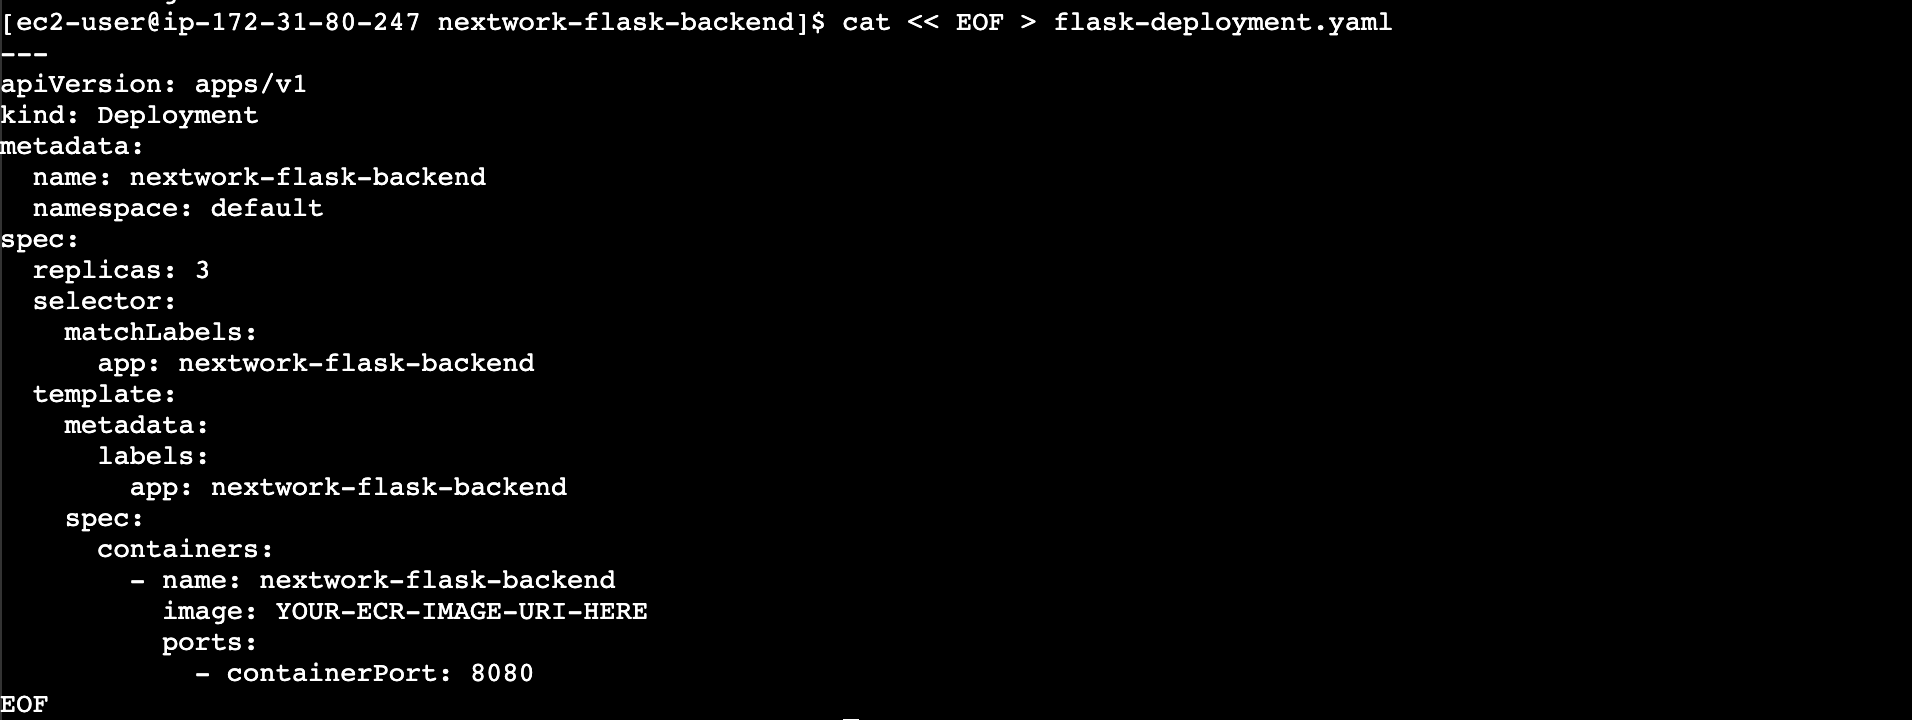 [ec2-user@ip-172-31-80-247 nextwork-flask-backend]$ cat << EOF > flask-deployment.yaml
---
apiVersion: apps/v1
kind: Deployment
metadata:
  name: nextwork-flask-backend
  namespace: default
spec:
  replicas: 3
  selector:
    matchLabels:
      app: nextwork-flask-backend
  template:
    metadata:
      labels:
        app: nextwork-flask-backend
    spec:
      containers:
        - name: nextwork-flask-backend
          image: YOUR-ECR-IMAGE-URI-HERE
          ports:
            - containerPort: 8080
EOF